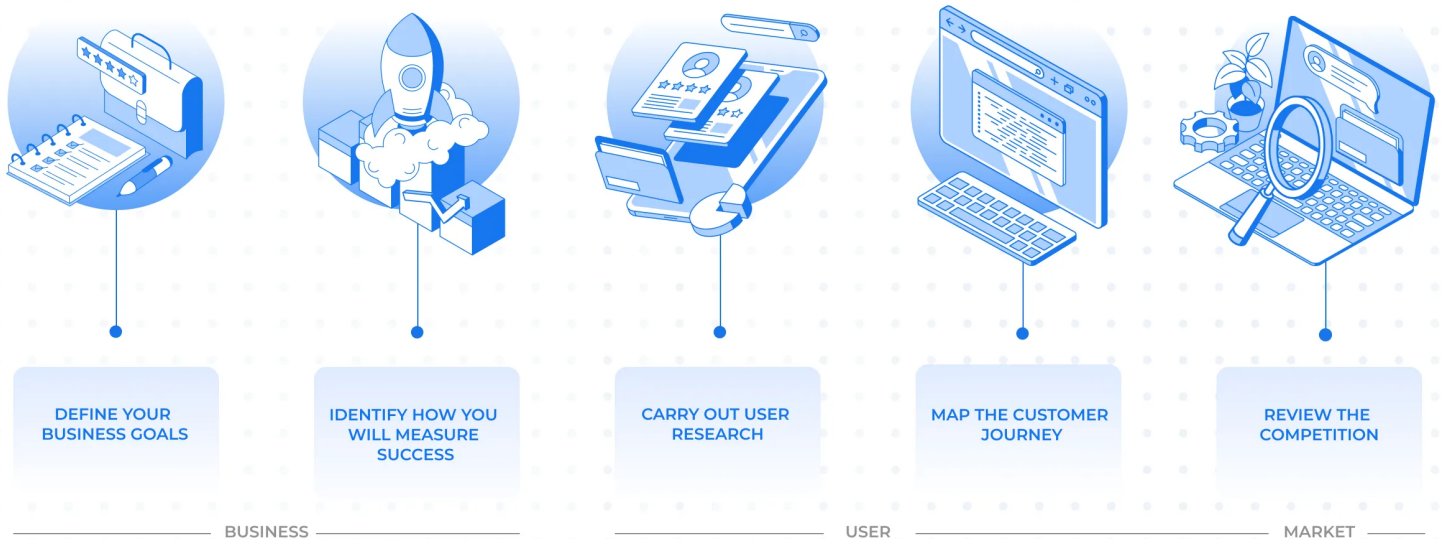 DEFINE YOUR
BUSINESS GOALS
IDENTIFY HOW YOU
WILL MEASURE
SUCCESS
CARRY OUT USER
RESEARCH
MAP THE CUSTOMER
JOURNEY
REVIEW THE
COMPETITION
BUSINESS
USER
MARKET